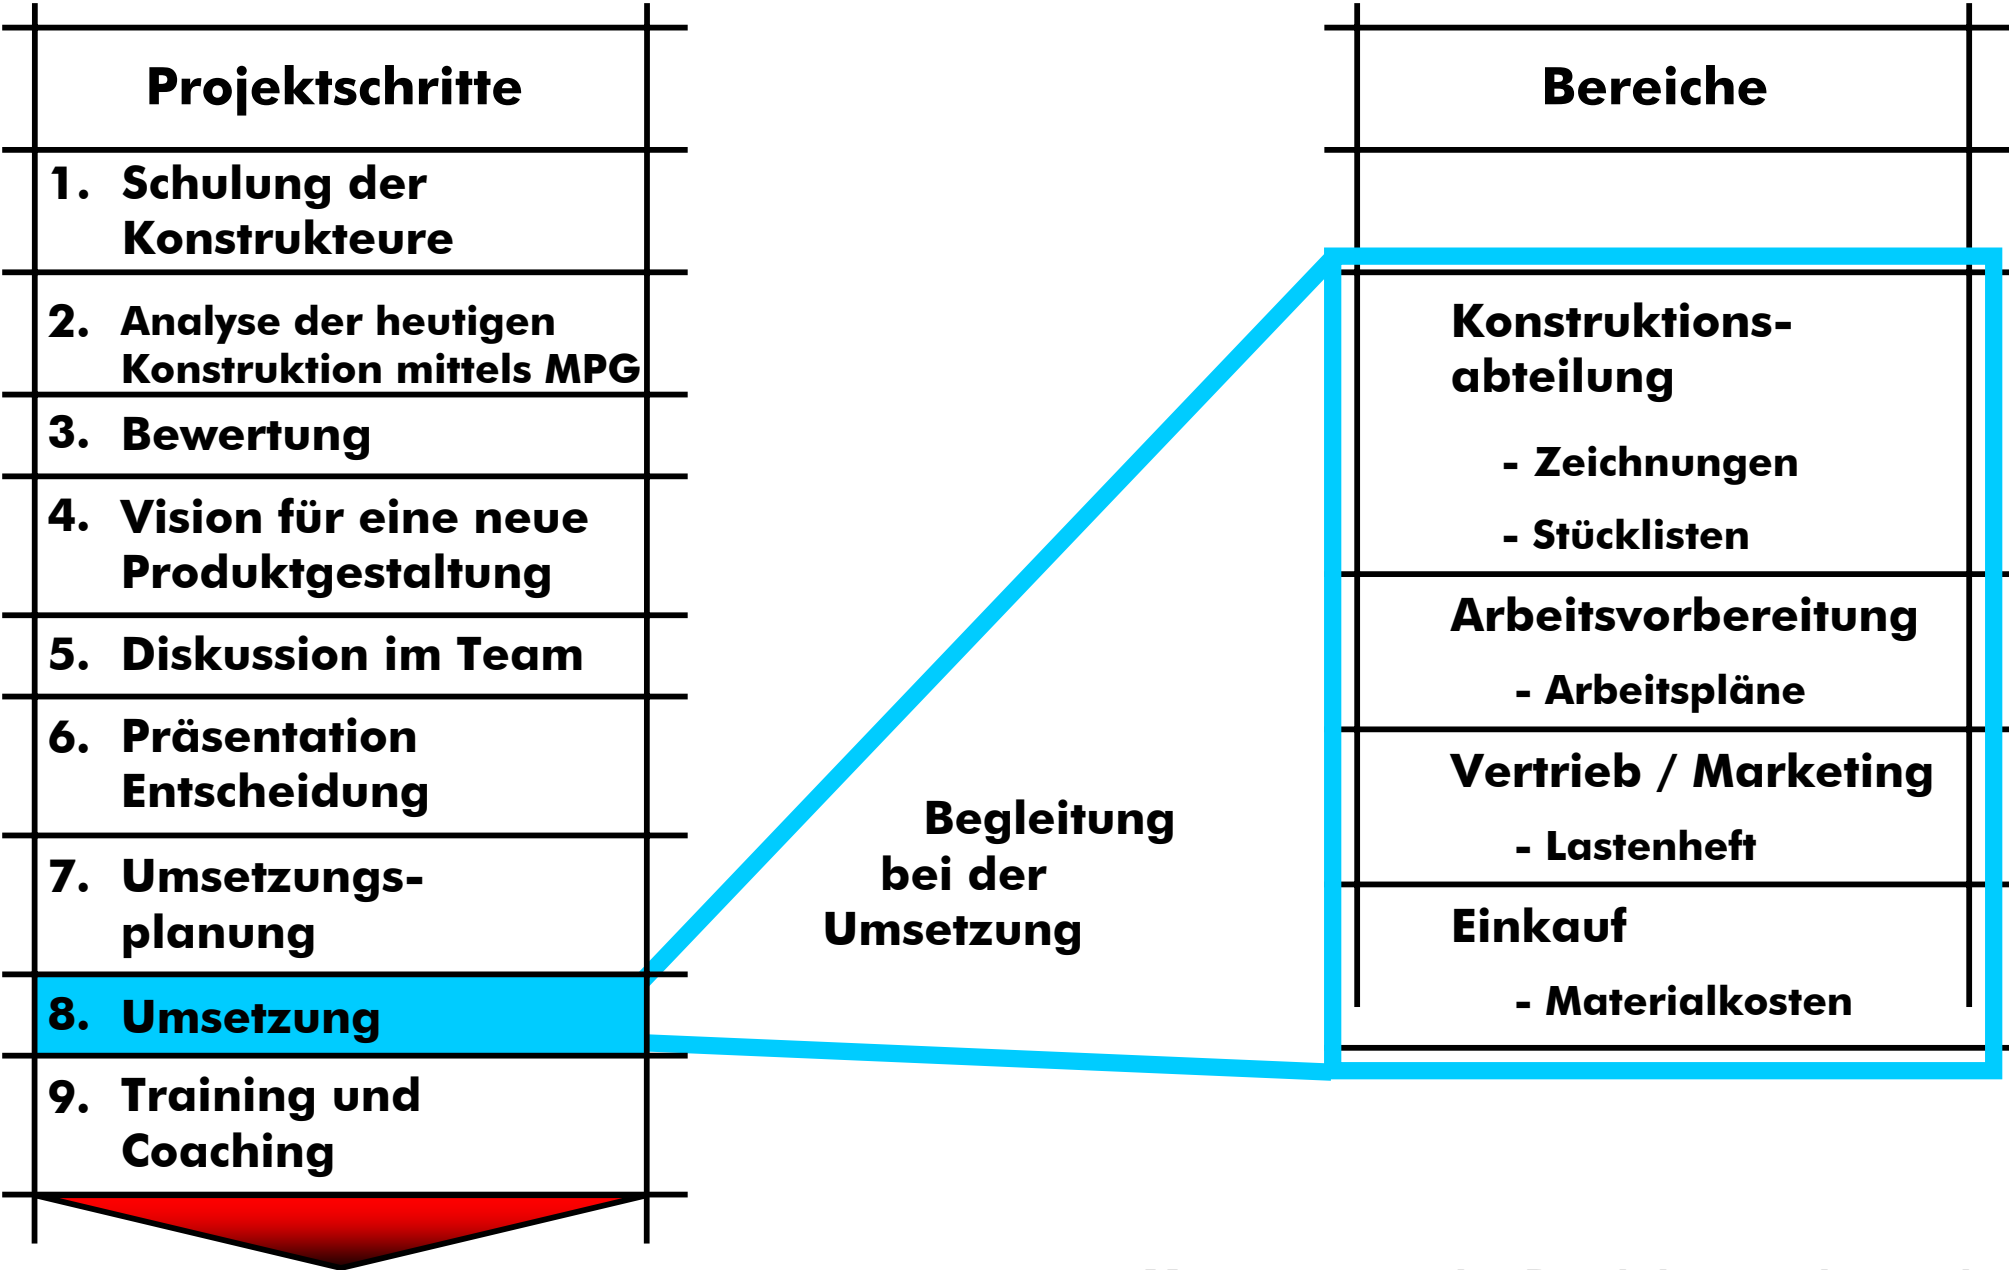 Projektschritte
1. Schulung der
Konstrukteure
2. Analyse der heutigen
Konstruktion mittels MPG
3. Bewertung
4. Vision für eine neue
Produktgestaltung
5. Diskussion im Team
6. Präsentation
Entscheidung
7. Umsetzungs-
planung
8. Umsetzung
9. Training und
Coaching
Begleitung
bei der
Umsetzung
Bereiche
Konstruktions-
abteilung
- Zeichnungen
- Stücklisten
Arbeitsvorbereitung
- Arbeitspläne
Vertrieb / Marketing
- Lastenheft
Einkauf
- Materialkosten